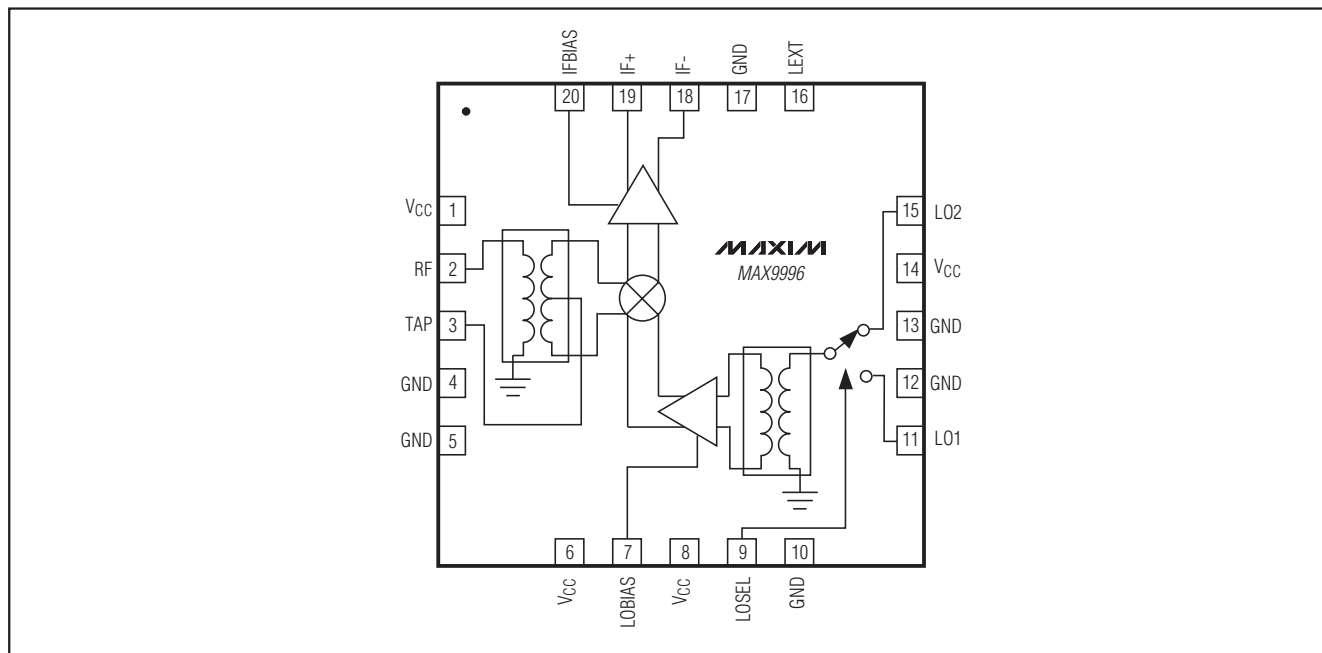 IFBIAS
IF+
IF-
GND
LEXT
20
19
18
17
16
VCC 1
RF 2
TAP 3
GND 4
GND 5
MAXIM
MAX9996
15 LO2
14 VCC
13 GND
12 GND
11 LO1
6
7
8
9
10
VCC
LOBIAS
VCC
LOSEL
GND